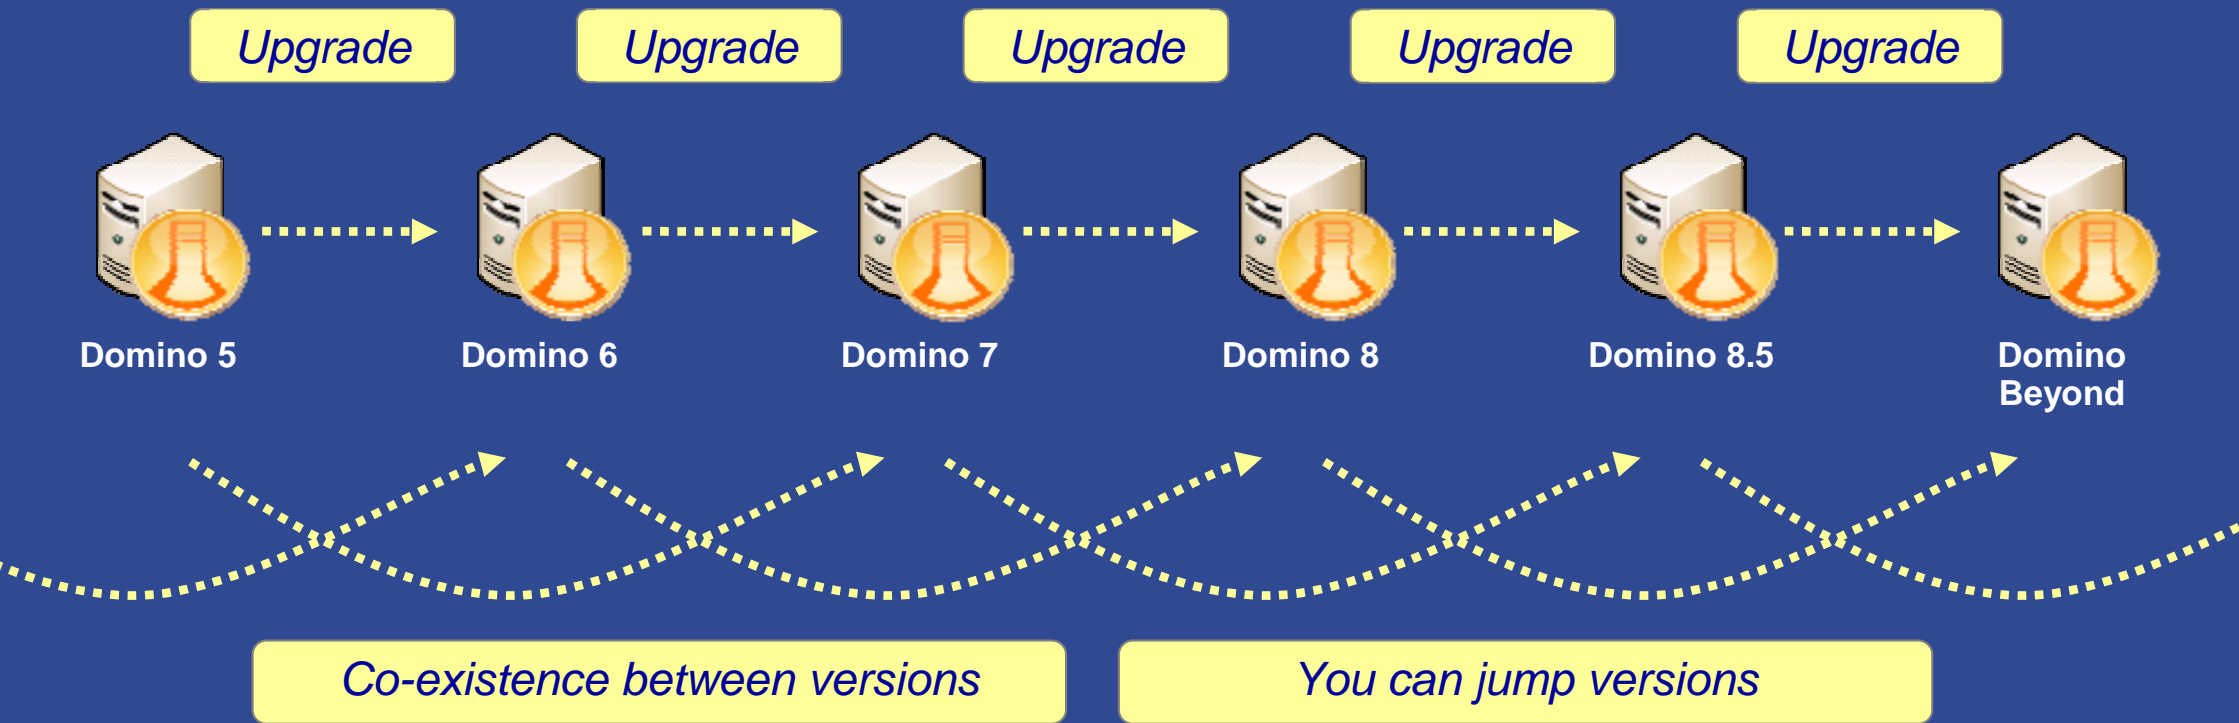 Upgrade
Upgrade
Upgrade
Upgrade
Upgrade
Domino 5
Domino 6
Domino 7
Domino 8
Domino 8.5
Domino
Beyond
Co-existence between versions
You can jump versions